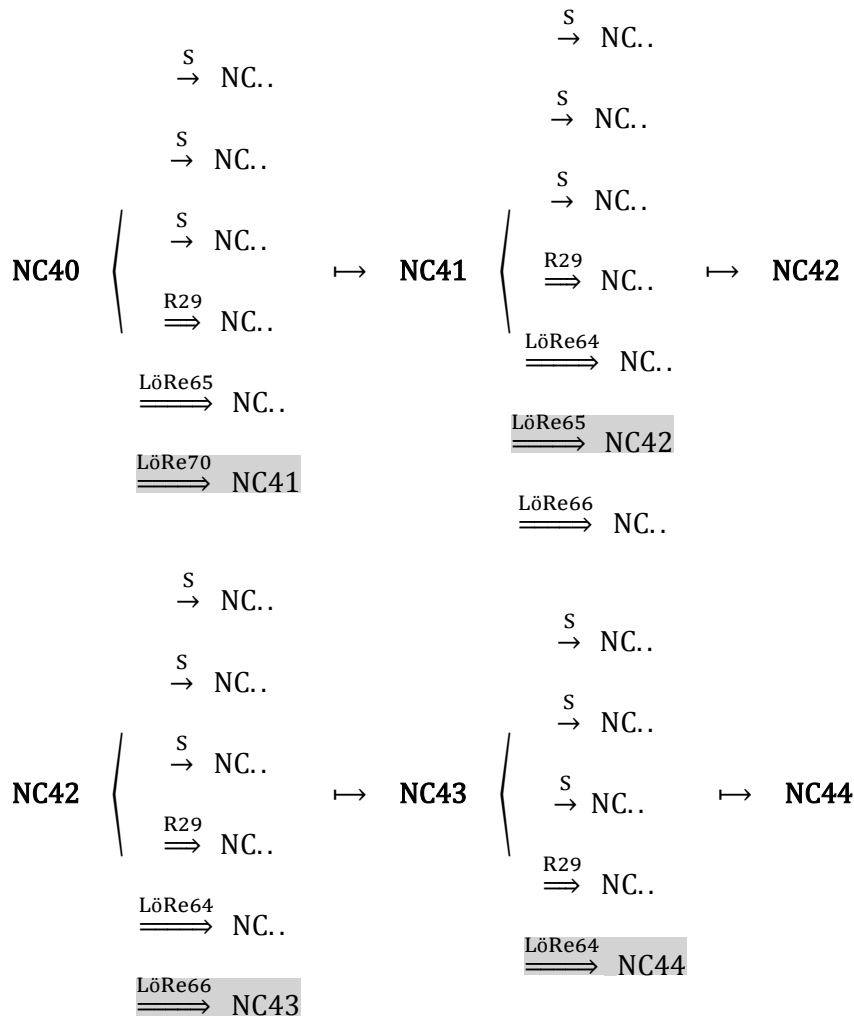 S
→ NC..
S
→ NC..
S
→ NC..
NC40 ⟨ ↦ NC41
R29
⟹ NC..
LöRe65
⟹ NC..
LöRe70
⟹ NC41
S
→ NC..
S
→ NC..
S
→ NC..
R29
⟹ NC..
⟨ ↦ NC42
LöRe64
⟹ NC..
LöRe65
⟹ NC42
LöRe66
⟹ NC..
S
→ NC..
S
→ NC..
S
→ NC..
NC42 ⟨ ↦ NC43
R29
⟹ NC..
LöRe64
⟹ NC..
LöRe66
⟹ NC43
S
→ NC..
S
→ NC..
S
→ NC..
⟨ ↦ NC44
R29
⟹ NC..
LöRe64
⟹ NC44